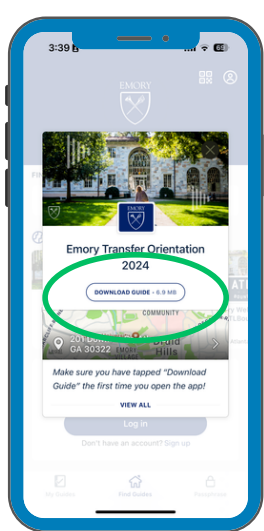 3:39
69
EMORY
EMORY
Emory Transfer Orientation
2024
DOWNLOAD GUIDE - 6.9 MB
COMMUNITY
201 Dow
GA 30322
EMORY
Druid
Hills
Make sure you have tapped "Download
Guide" the first time you open the app!
VIEW ALL
Log in
Don't have an account? Sign up
My Guides
Find Guides